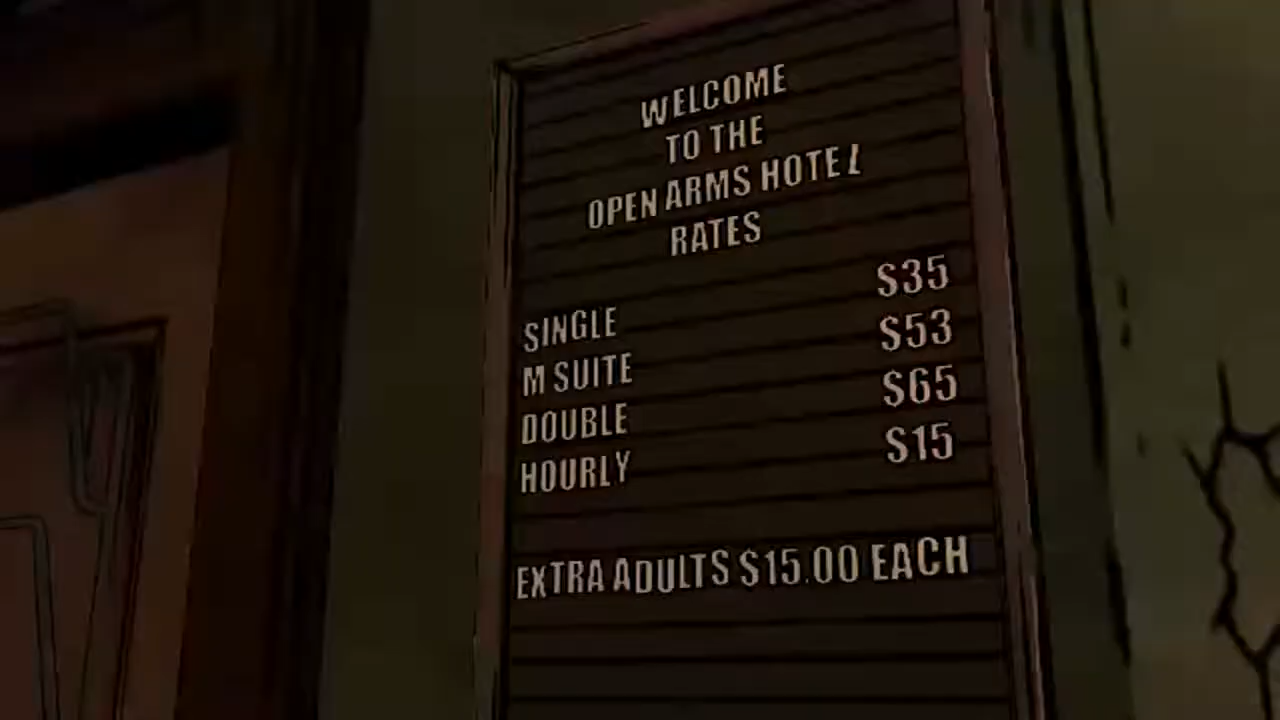 WELCOME
TO THE
OPEN ARMS HOTEL
RATES
SINGLE $35
M SUITE $53
DOUBLE $65
HOURLY $15
EXTRA ADULTS $15.00 EACH